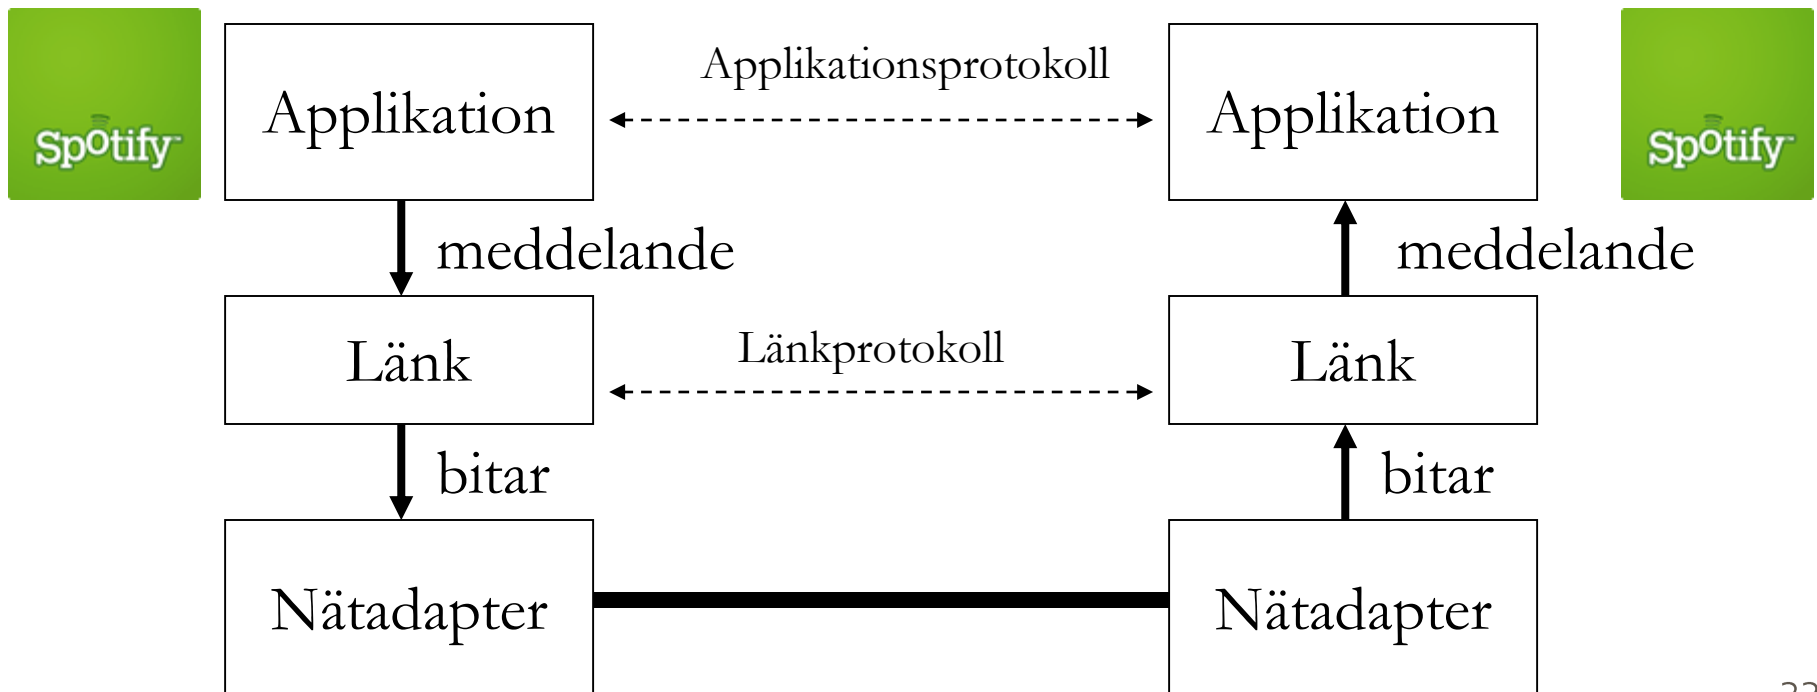 Spotify
Applikation
Applikationsprotokoll
Applikation
Spotify
meddelande
meddelande
Länk
Länkprotokoll
Länk
bitar
bitar
Nätadapter
Nätadapter